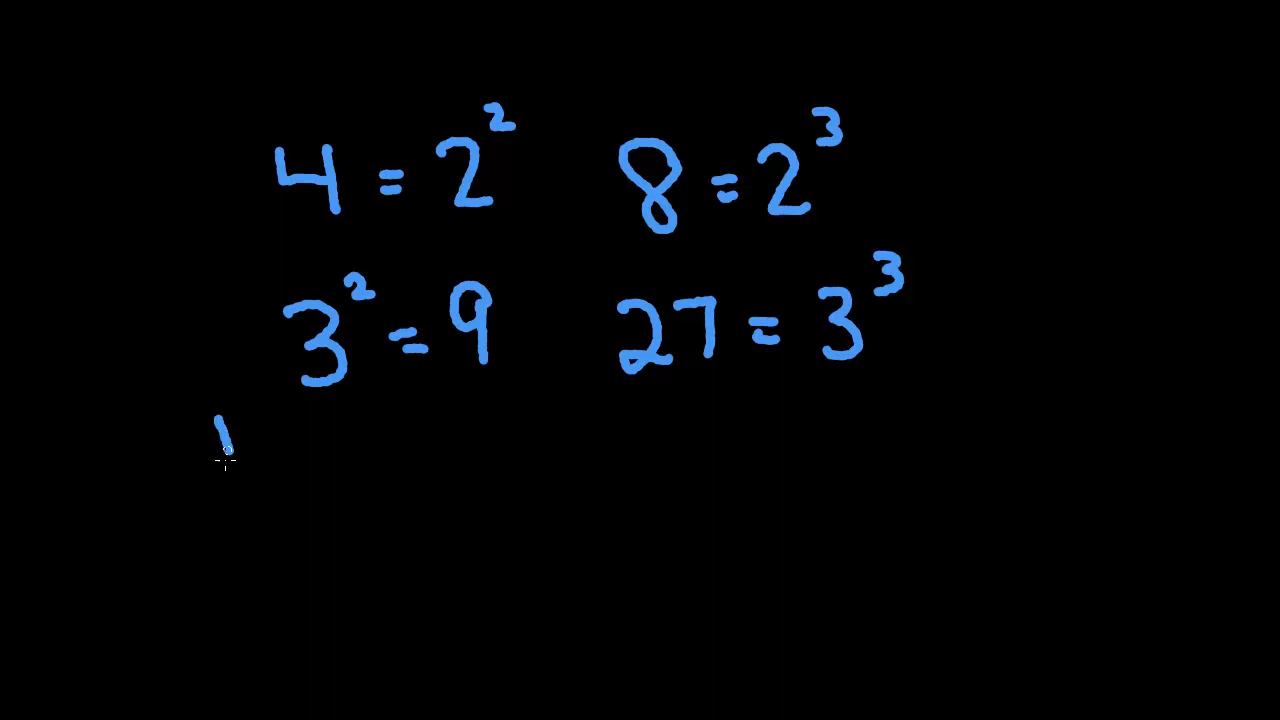 4 = 2² 8 = 2³
3² = 9 27 = 3³